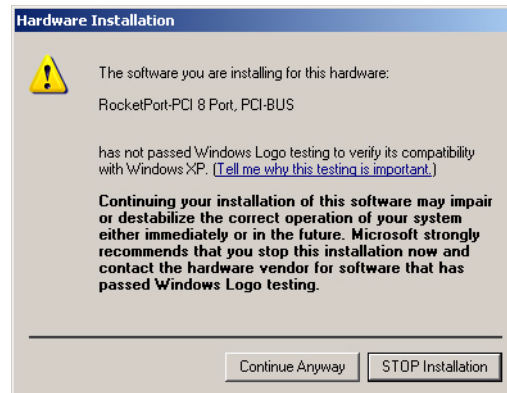 Hardware Installation
The software you are installing for this hardware:
RocketPort-PCI 8 Port, PCI-BUS
has not passed Windows Logo testing to verify its compatibility
with Windows XP. (Tell me why this testing is important.)
Continuing your installation of this software may impair
or destabilize the correct operation of your system
either immediately or in the future. Microsoft strongly
recommends that you stop this installation now and
contact the hardware vendor for software that has
passed Windows Logo testing.
Continue Anyway STOP Installation